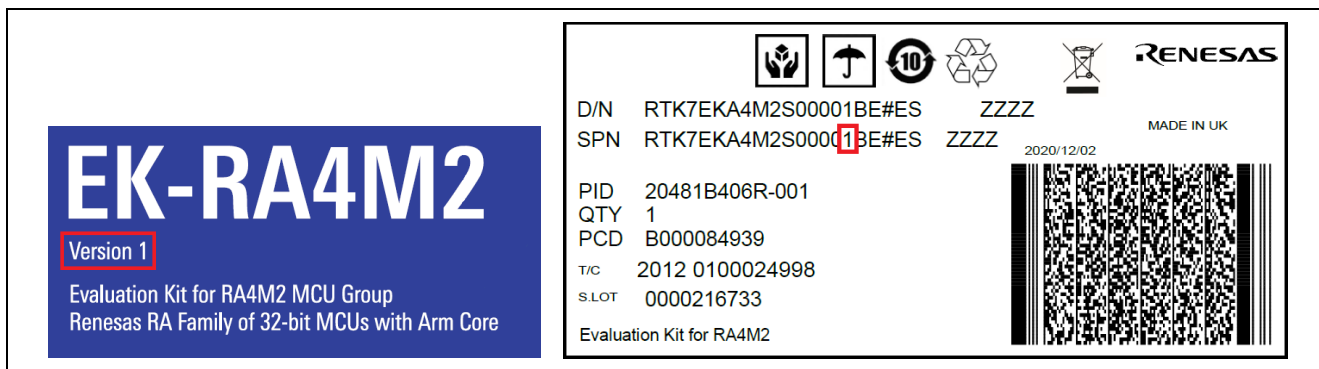 EK-RA4M2
Version 1
Evaluation Kit for RA4M2 MCU Group
Renesas RA Family of 32-bit MCUs with Arm Core
10
RENESAS
D/N RTK7EKA4M2S00001BE#ES ZZZZ
SPN RTK7EKA4M2S00001BE#ES ZZZZ
MADE IN UK
2020/12/02
PID 20481B406R-001
QTY 1
PCD B000084939
T/C 2012 0100024998
S.LOT 0000216733
Evaluation Kit for RA4M2